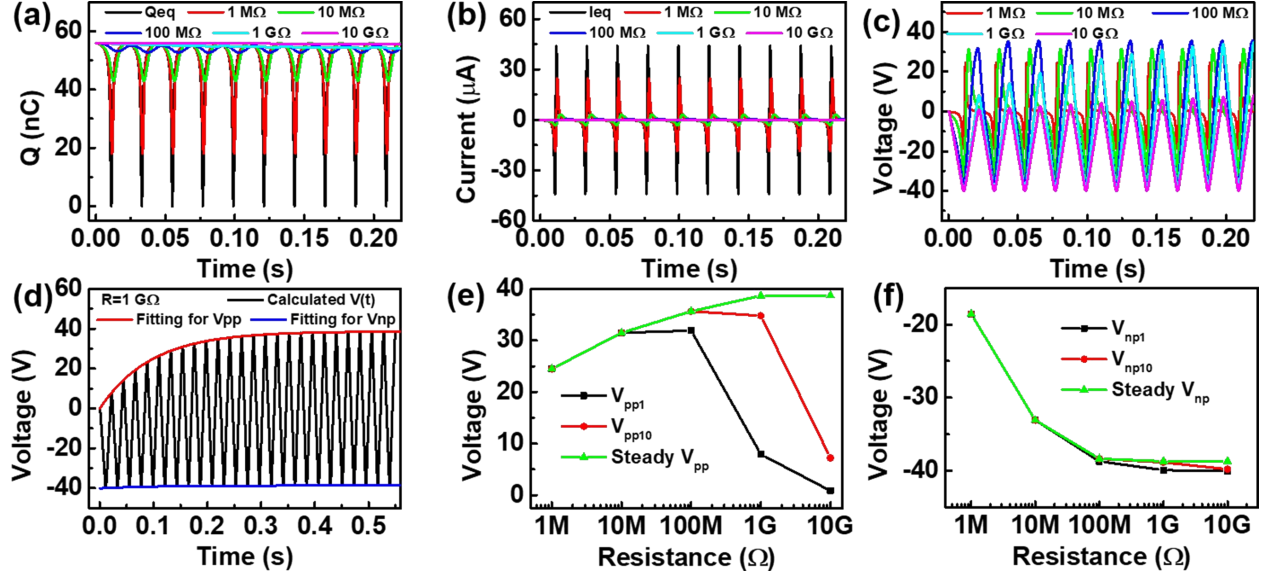 (a)
Qeq 1 MΩ 10 MΩ
100 MΩ 1 GΩ 10 GΩ
60
40
20
0
Q (nC)
0.00 0.05 0.10 0.15 0.20
Time (s)
(b)
Ieq 1 MΩ 10 MΩ
100 MΩ 1 GΩ 10 GΩ
60
30
0
-30
-60
Current (μA)
0.00 0.05 0.10 0.15 0.20
Time (s)
(c)
1 MΩ 10 MΩ 100 MΩ
1 GΩ 10 GΩ
40
20
0
-20
-40
Voltage (V)
0.00 0.05 0.10 0.15 0.20
Time (s)
(d)
R=1 GΩ Calculated V(t)
Fitting for Vpp Fitting for Vnp
60
40
20
0
-20
-40
Voltage (V)
0.0 0.1 0.2 0.3 0.4 0.5
Time (s)
(e)
40
30
20
10
0
Voltage (V)
Vpp1
Vpp10
Steady Vpp
1M 10M 100M 1G 10G
Resistance (Ω)
(f)
-20
-30
-40
Voltage (V)
Vnp1
Vnp10
Steady Vnp
1M 10M 100M 1G 10G
Resistance (Ω)